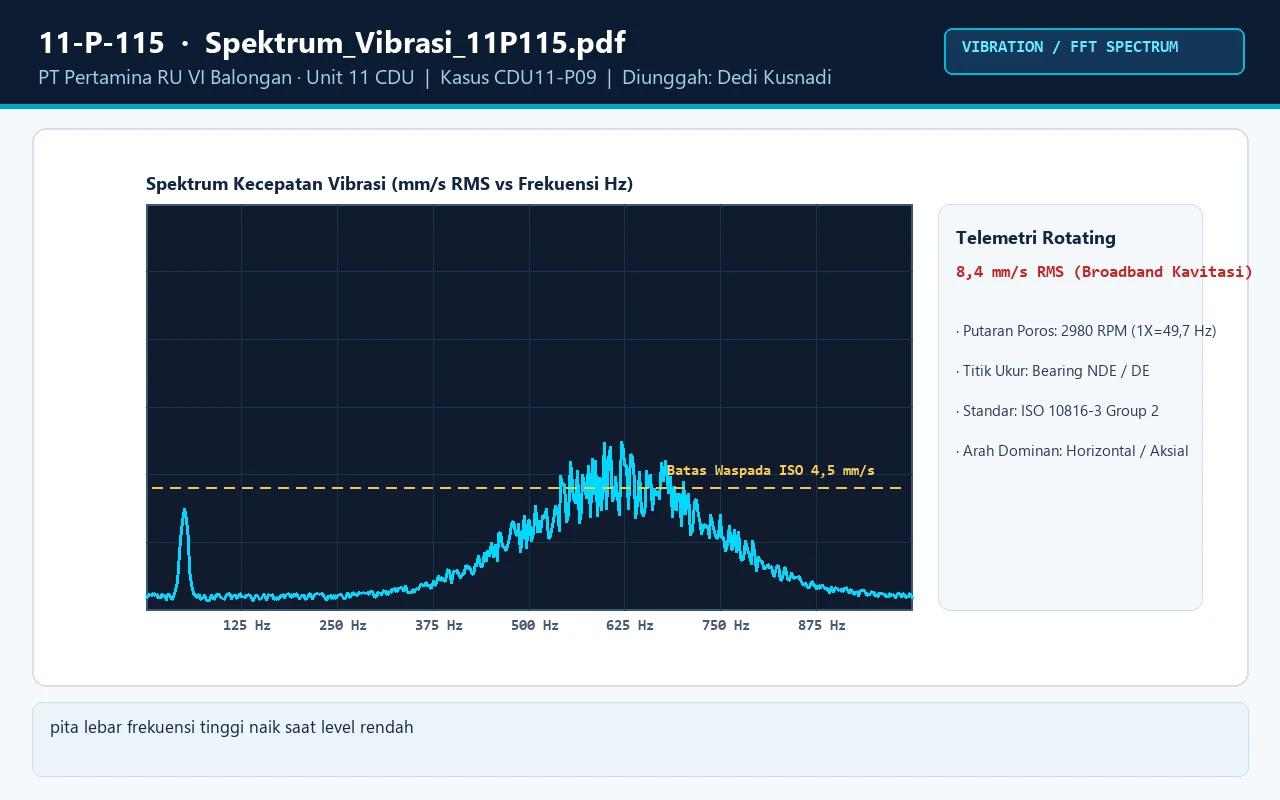 11-P-115 · Spektrum_Vibrasi_11P115.pdf
VIBRATION / FFT SPECTRUM
PT Pertamina RU VI Balongan · Unit 11 CDU | Kasus CDU11-P09 | Diunggah: Dedi Kusnadi
Spektrum Kecepatan Vibrasi (mm/s RMS vs Frekuensi Hz)
Batas Waspada ISO 4,5 mm/s
125 Hz 250 Hz 375 Hz 500 Hz 625 Hz 750 Hz 875 Hz
Telemetri Rotating
8,4 mm/s RMS (Broadband Kavitasi)
· Putaran Poros: 2980 RPM (1X=49,7 Hz)
· Titik Ukur: Bearing NDE / DE
· Standar: ISO 10816-3 Group 2
· Arah Dominan: Horizontal / Aksial
pita lebar frekuensi tinggi naik saat level rendah